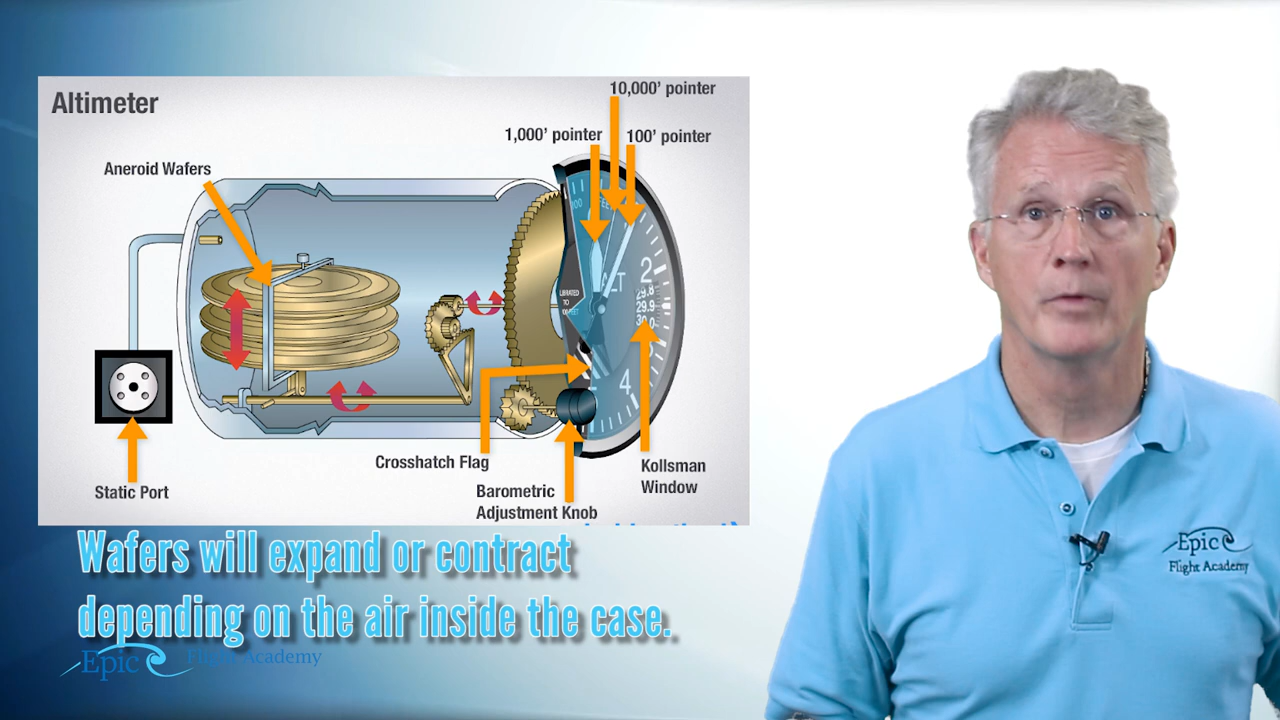 Altimeter
10,000’ pointer
1,000’ pointer
100’ pointer
Aneroid Wafers
ALT
2
29.8
29.9
30.0
4
Crosshatch Flag
Static Port
Barometric
Adjustment Knob
Kollsman
Window
Wafers will expand or contract
depending on the air inside the case.
Epic Flight Academy
Epic
Flight Academy